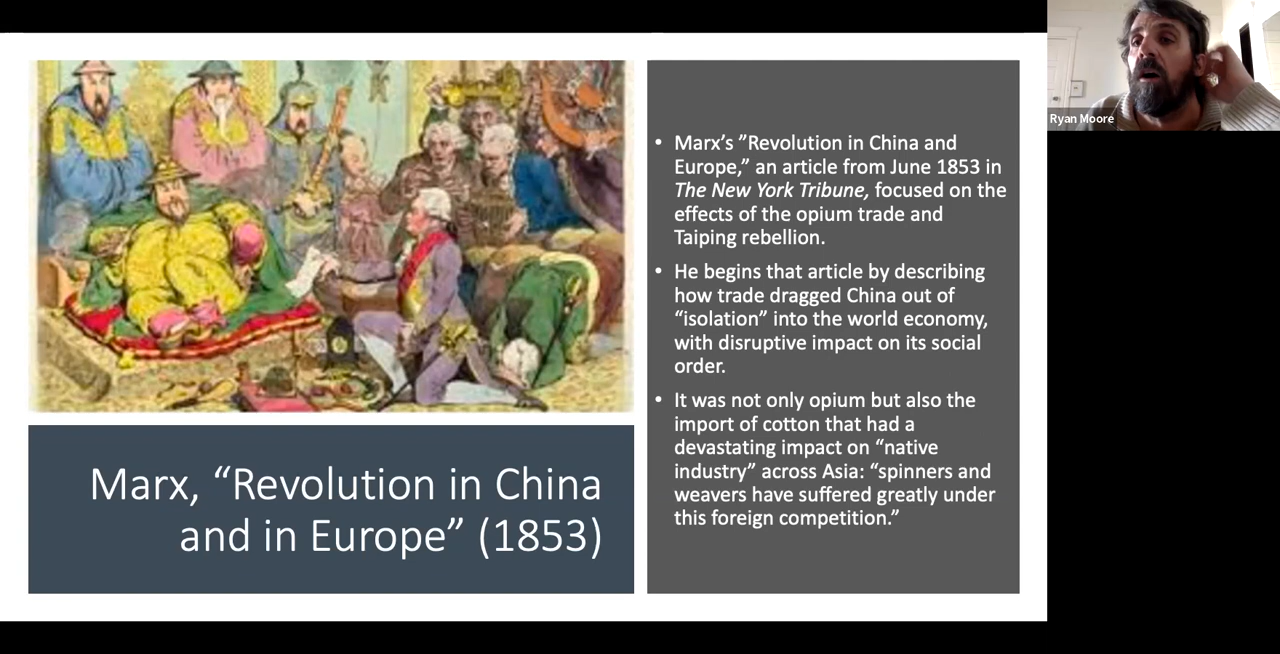 Marx, “Revolution in China
and in Europe” (1853)
• Marx’s ”Revolution in China and
Europe,” an article from June 1853 in
The New York Tribune, focused on the
effects of the opium trade and
Taiping rebellion.
• He begins that article by describing
how trade dragged China out of
“isolation” into the world economy,
with disruptive impact on its social
order.
• It was not only opium but also the
import of cotton that had a
devastating impact on “native
industry” across Asia: “spinners and
weavers have suffered greatly under
this foreign competition.”
Ryan Moore